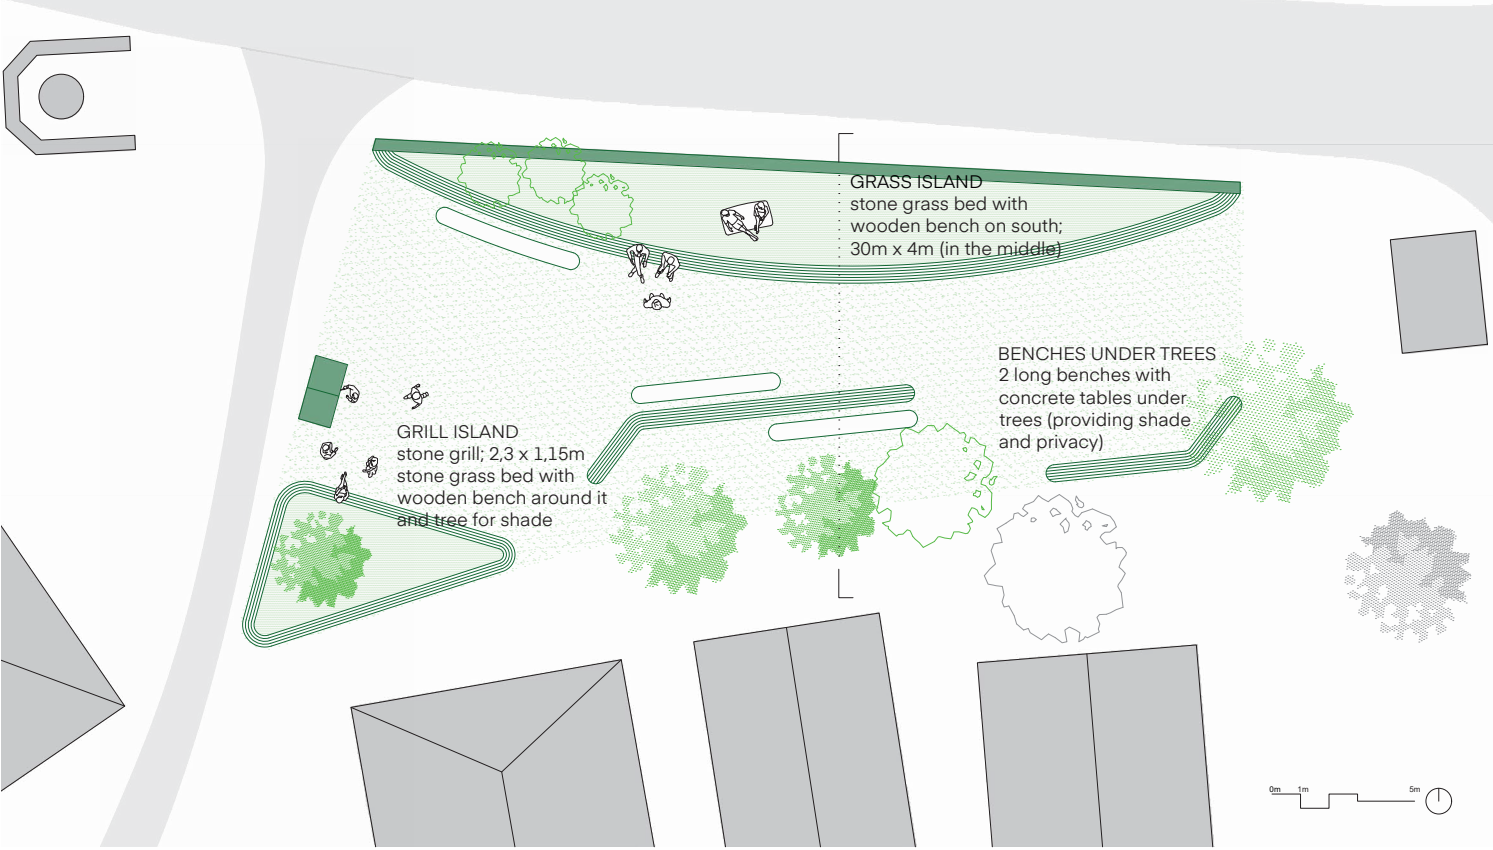 GRASS ISLAND
stone grass bed with
wooden bench on south;
30m x 4m (in the middle)
BENCHES UNDER TREES
2 long benches with
concrete tables under
trees (providing shade
and privacy)
GRILL ISLAND
stone grill; 2,3 x 1,15m
stone grass bed with
wooden bench around it
and tree for shade
0m 1m 5m